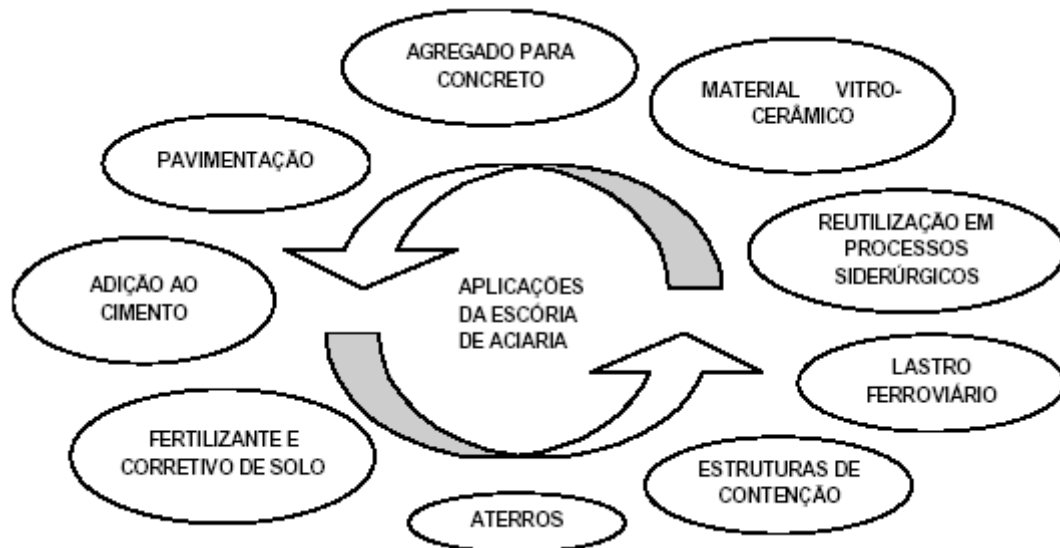 AGREGADO PARA
CONCRETO
MATERIAL VITRO-
CERÂMICO
PAVIMENTAÇÃO
REUTILIZAÇÃO EM
PROCESSOS
SIDERÚRGICOS
ADIÇÃO AO
CIMENTO
APLICAÇÕES
DA ESCÓRIA
DE ACIARIA
LASTRO
FERROVIÁRIO
FERTILIZANTE E
CORRETIVO DE SOLO
ESTRUTURAS DE
CONTENÇÃO
ATERROS